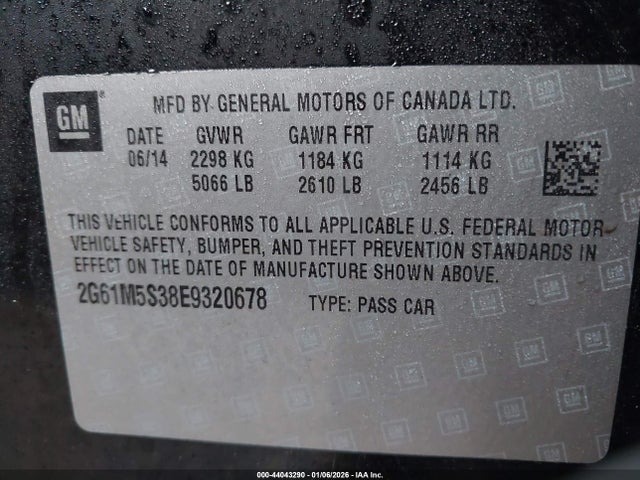 GM
MFD BY GENERAL MOTORS OF CANADA LTD.
DATE GVWR GAWR FRT GAWR RR
06/14 2298 KG 1184 KG 1114 KG
5066 LB 2610 LB 2456 LB
THIS VEHICLE CONFORMS TO ALL APPLICABLE U.S. FEDERAL MOTOR
VEHICLE SAFETY, BUMPER, AND THEFT PREVENTION STANDARDS IN
EFFECT ON THE DATE OF MANUFACTURE SHOWN ABOVE.
2G61M5S38E9320678 TYPE: PASS CAR
000-44043290 - 01/06/2026 - IAA Inc.